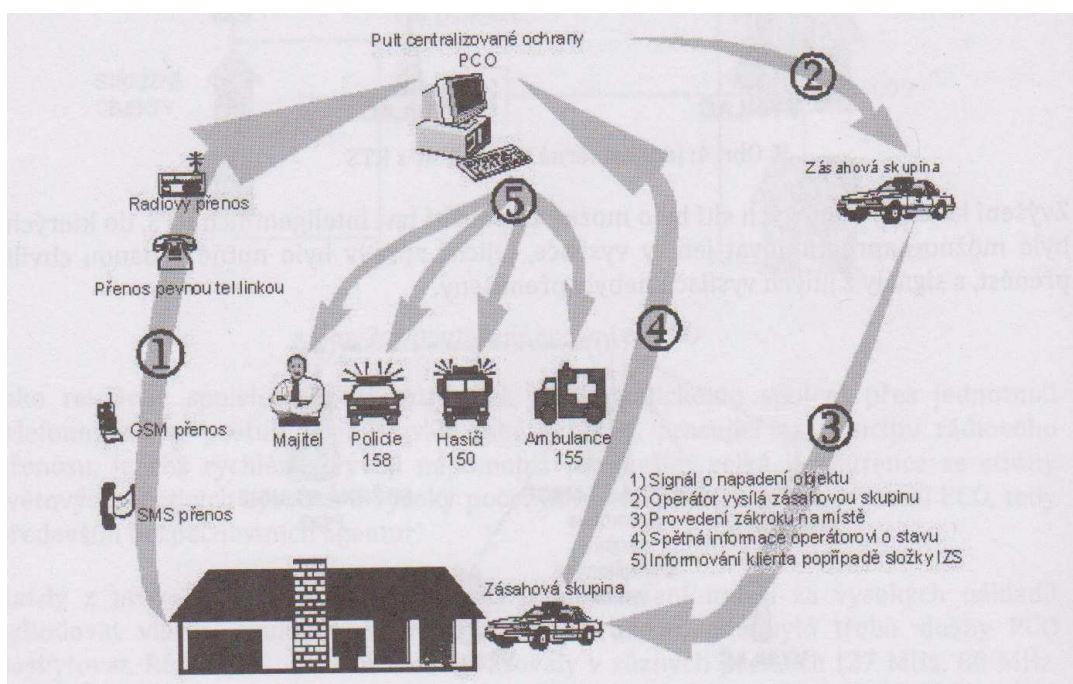 Pult centralizované ochrany
PCO
2
Zásahová skupina
Radiový přenos
5
Přenos pevnou tel.linkou
1
4
GSM přenos
Majitel
Policie
158
Hasiči
150
Ambulance
155
3
SMS přenos
1) Signál o napadení objektu
2) Operátor vysílá zásahovou skupinu
3) Provedení zákroku na místě
4) Spětná informace operátorovi o stavu
5) Informování klienta popřípadě složky IZS
Zásahová skupina